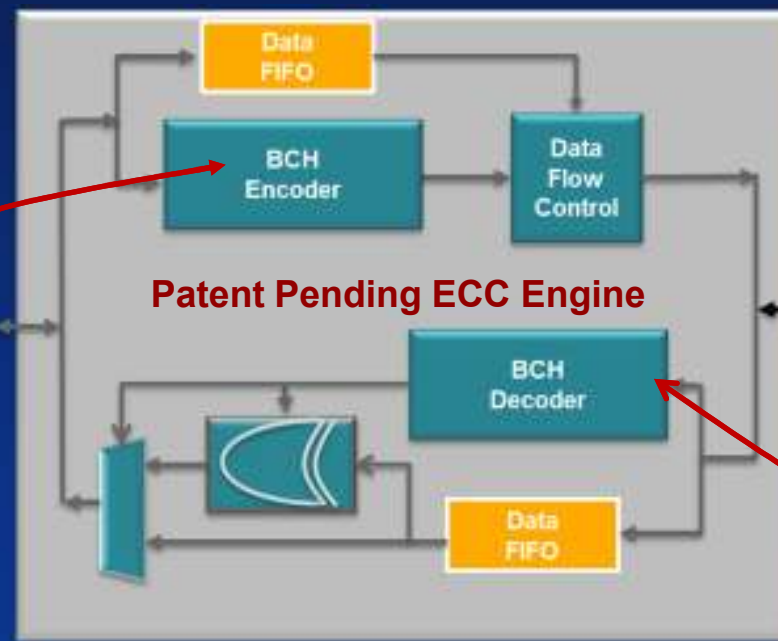 Data
FIFO
BCH
Encoder
Data
Flow
Control
Patent Pending ECC Engine
BCH
Decoder
Data
FIFO